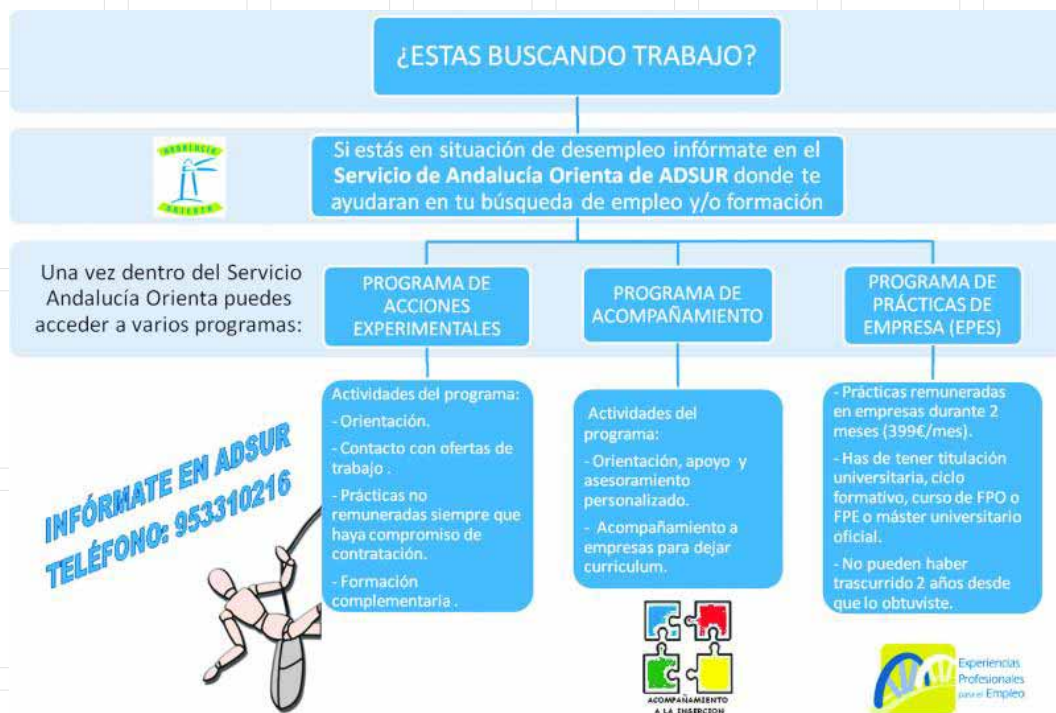 ¿ESTAS BUSCANDO TRABAJO?
ANDALUCIA
ORIENTA
Si estás en situación de desempleo infórmate en el
Servicio de Andalucía Orienta de ADSUR donde te
ayudaran en tu búsqueda de empleo y/o formación
Una vez dentro del Servicio
Andalucía Orienta puedes
acceder a varios programas:
PROGRAMA DE
ACCIONES
EXPERIMENTALES
PROGRAMA DE
ACOMPAÑAMIENTO
PROGRAMA DE
PRÁCTICAS DE
EMPRESA (EPES)
Actividades del programa:
- Orientación.
- Contacto con ofertas de
trabajo .
- Prácticas no
remuneradas siempre que
haya compromiso de
contratación.
- Formación
complementaria .
Actividades del
programa:
- Orientación, apoyo y
asesoramiento
personalizado.
- Acompañamiento a
empresas para dejar
curriculum.
- Prácticas remuneradas
en empresas durante 2
meses (399€/mes).
- Has de tener titulación
universitaria, ciclo
formativo, curso de FPO o
FPE o máster universitario
oficial.
- No pueden haber
trascurrido 2 años desde
que lo obtuviste.
INFÓRMATE EN ADSUR
TELÉFONO: 953310216
ACOMPAÑAMIENTO
A LA INSERCION
Experiencias
Profesionales
para el Empleo